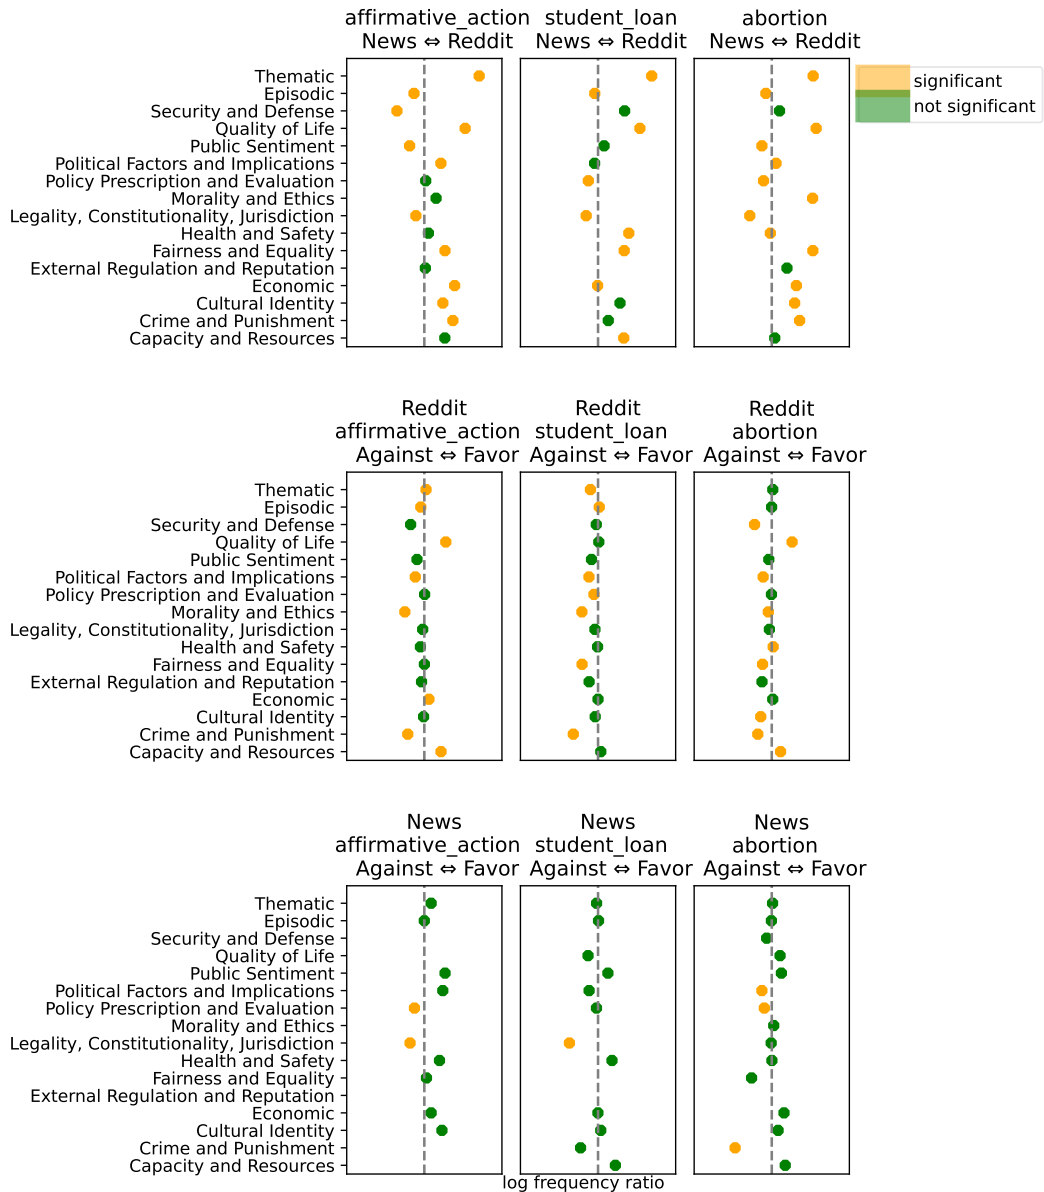 affirmative_action student_loan abortion
News ⇔ Reddit News ⇔ Reddit News ⇔ Reddit
significant
not significant
Thematic
Episodic
Security and Defense
Quality of Life
Public Sentiment
Political Factors and Implications
Policy Prescription and Evaluation
Morality and Ethics
Legality, Constitutionality, Jurisdiction
Health and Safety
Fairness and Equality
External Regulation and Reputation
Economic
Cultural Identity
Crime and Punishment
Capacity and Resources
Reddit Reddit Reddit
affirmative_action student_loan abortion
Against ⇔ Favor Against ⇔ Favor Against ⇔ Favor
Thematic
Episodic
Security and Defense
Quality of Life
Public Sentiment
Political Factors and Implications
Policy Prescription and Evaluation
Morality and Ethics
Legality, Constitutionality, Jurisdiction
Health and Safety
Fairness and Equality
External Regulation and Reputation
Economic
Cultural Identity
Crime and Punishment
Capacity and Resources
News News News
affirmative_action student_loan abortion
Against ⇔ Favor Against ⇔ Favor Against ⇔ Favor
Thematic
Episodic
Security and Defense
Quality of Life
Public Sentiment
Political Factors and Implications
Policy Prescription and Evaluation
Morality and Ethics
Legality, Constitutionality, Jurisdiction
Health and Safety
Fairness and Equality
External Regulation and Reputation
Economic
Cultural Identity
Crime and Punishment
Capacity and Resources
log frequency ratio